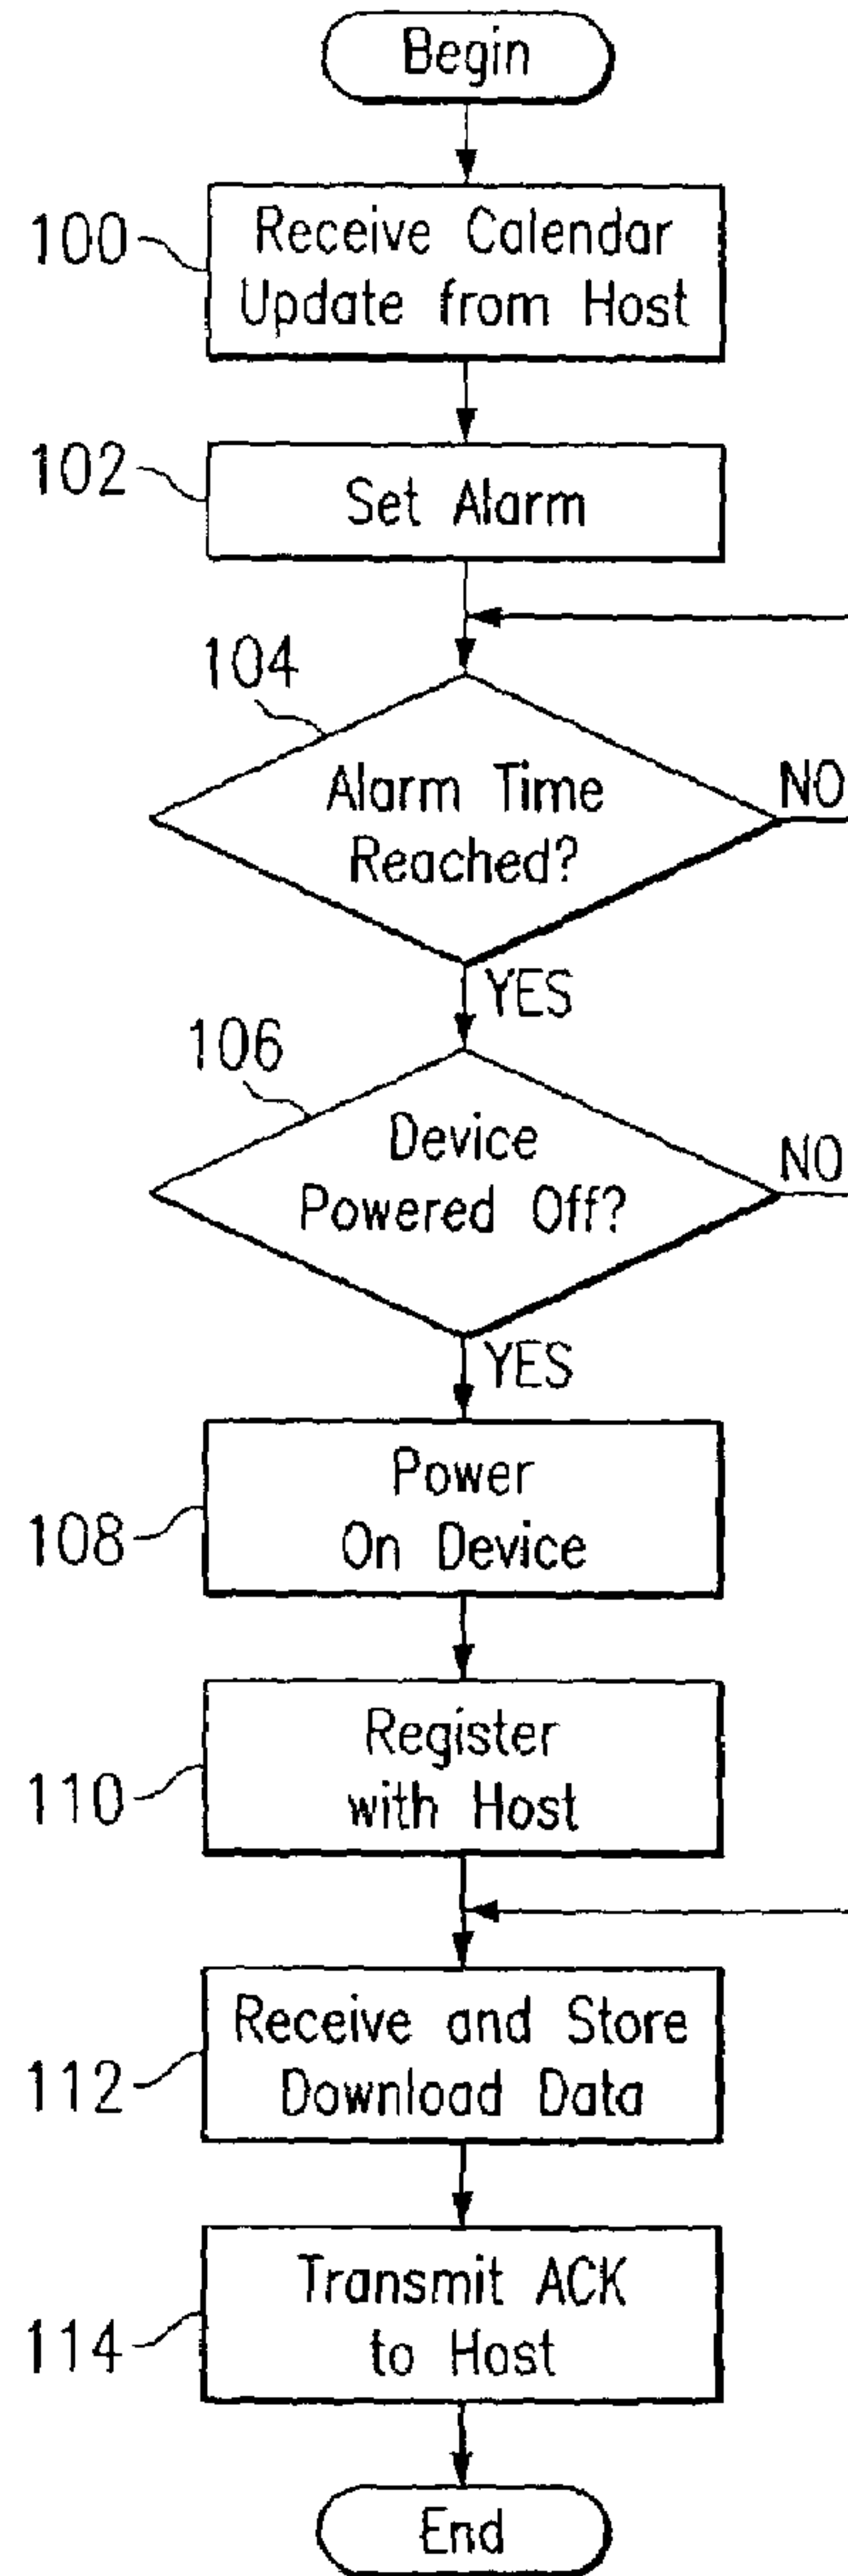 Begin
100
Receive Calendar
Update from Host
102
Set Alarm
104
Alarm Time
Reached?
NO
YES
106
Device
Powered Off?
NO
YES
108
Power
On Device
110
Register
with Host
112
Receive and Store
Download Data
114
Transmit ACK
to Host
End